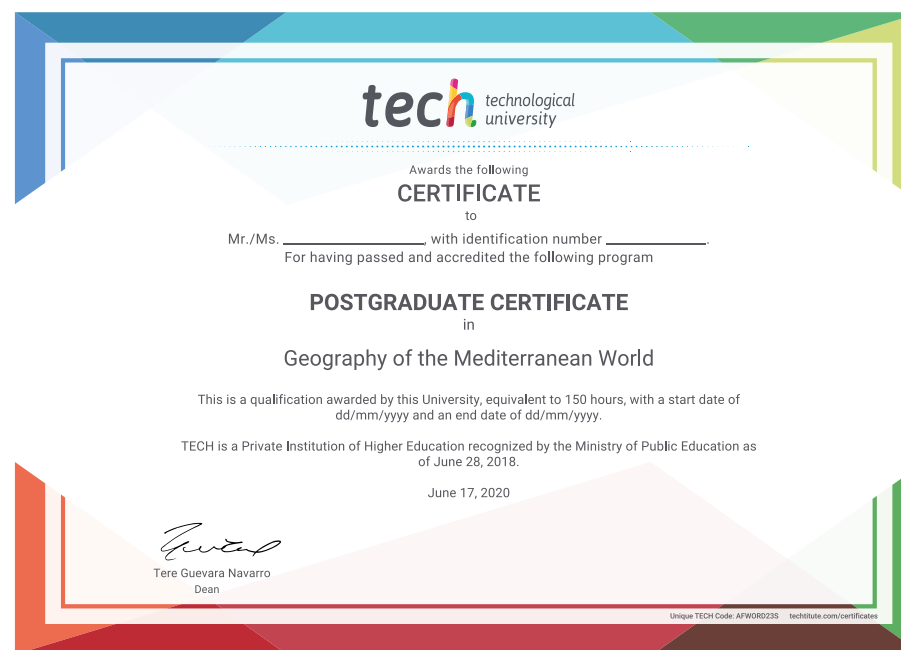 tech technological
university
Awards the following
CERTIFICATE
to
Mr./Ms. ____________________, with identification number ______________.
For having passed and accredited the following program
POSTGRADUATE CERTIFICATE
in
Geography of the Mediterranean World
This is a qualification awarded by this University, equivalent to 150 hours, with a start date of
dd/mm/yyyy and an end date of dd/mm/yyyy.
TECH is a Private Institution of Higher Education recognized by the Ministry of Public Education as
of June 28, 2018.
June 17, 2020
Tere Guevara Navarro
Dean
Unique TECH Code: AFWORD23S techtitute.com/certificates